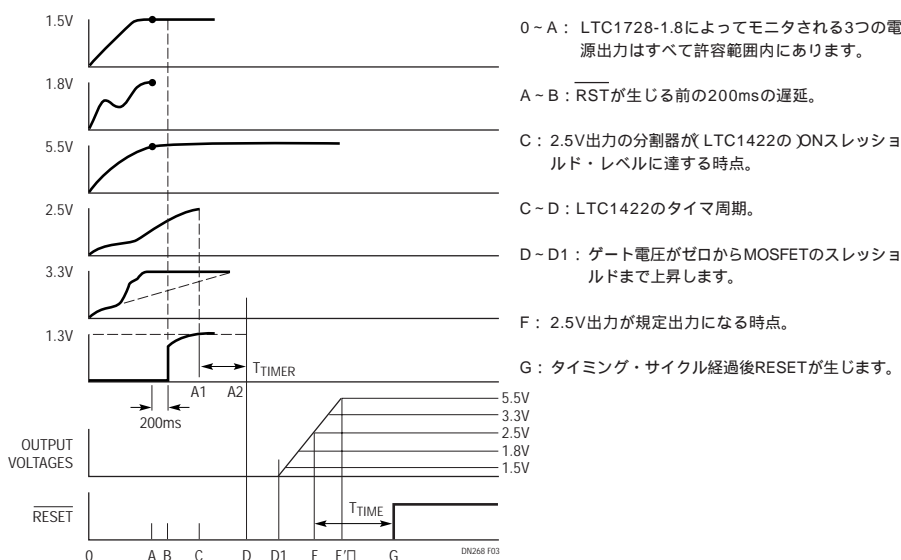 1.5V
1.8V
5.5V
2.5V
3.3V
1.3V
TTIMER
A1 A2
200ms
OUTPUT
VOLTAGES
5.5V
3.3V
2.5V
1.8V
1.5V
RESET
TTIME
0 A B C D D1 F F'□ G
DN268 F03
0~A： LTC1728-1.8によってモニタされる3つの電
源出力はすべて許容範囲内にあります。
A~B：RSTが生じる前の200msの遅延。
C：2.5V出力の分割器が( LTC1422の )ONスレッショ
ルド・レベルに達する時点。
C~D：LTC1422のタイマ周期。
D~D1：ゲート電圧がゼロからMOSFETのスレッショ
ルドまで上昇します。
F：2.5V出力が規定出力になる時点。
G：タイミング・サイクル経過後RESETが生じます。